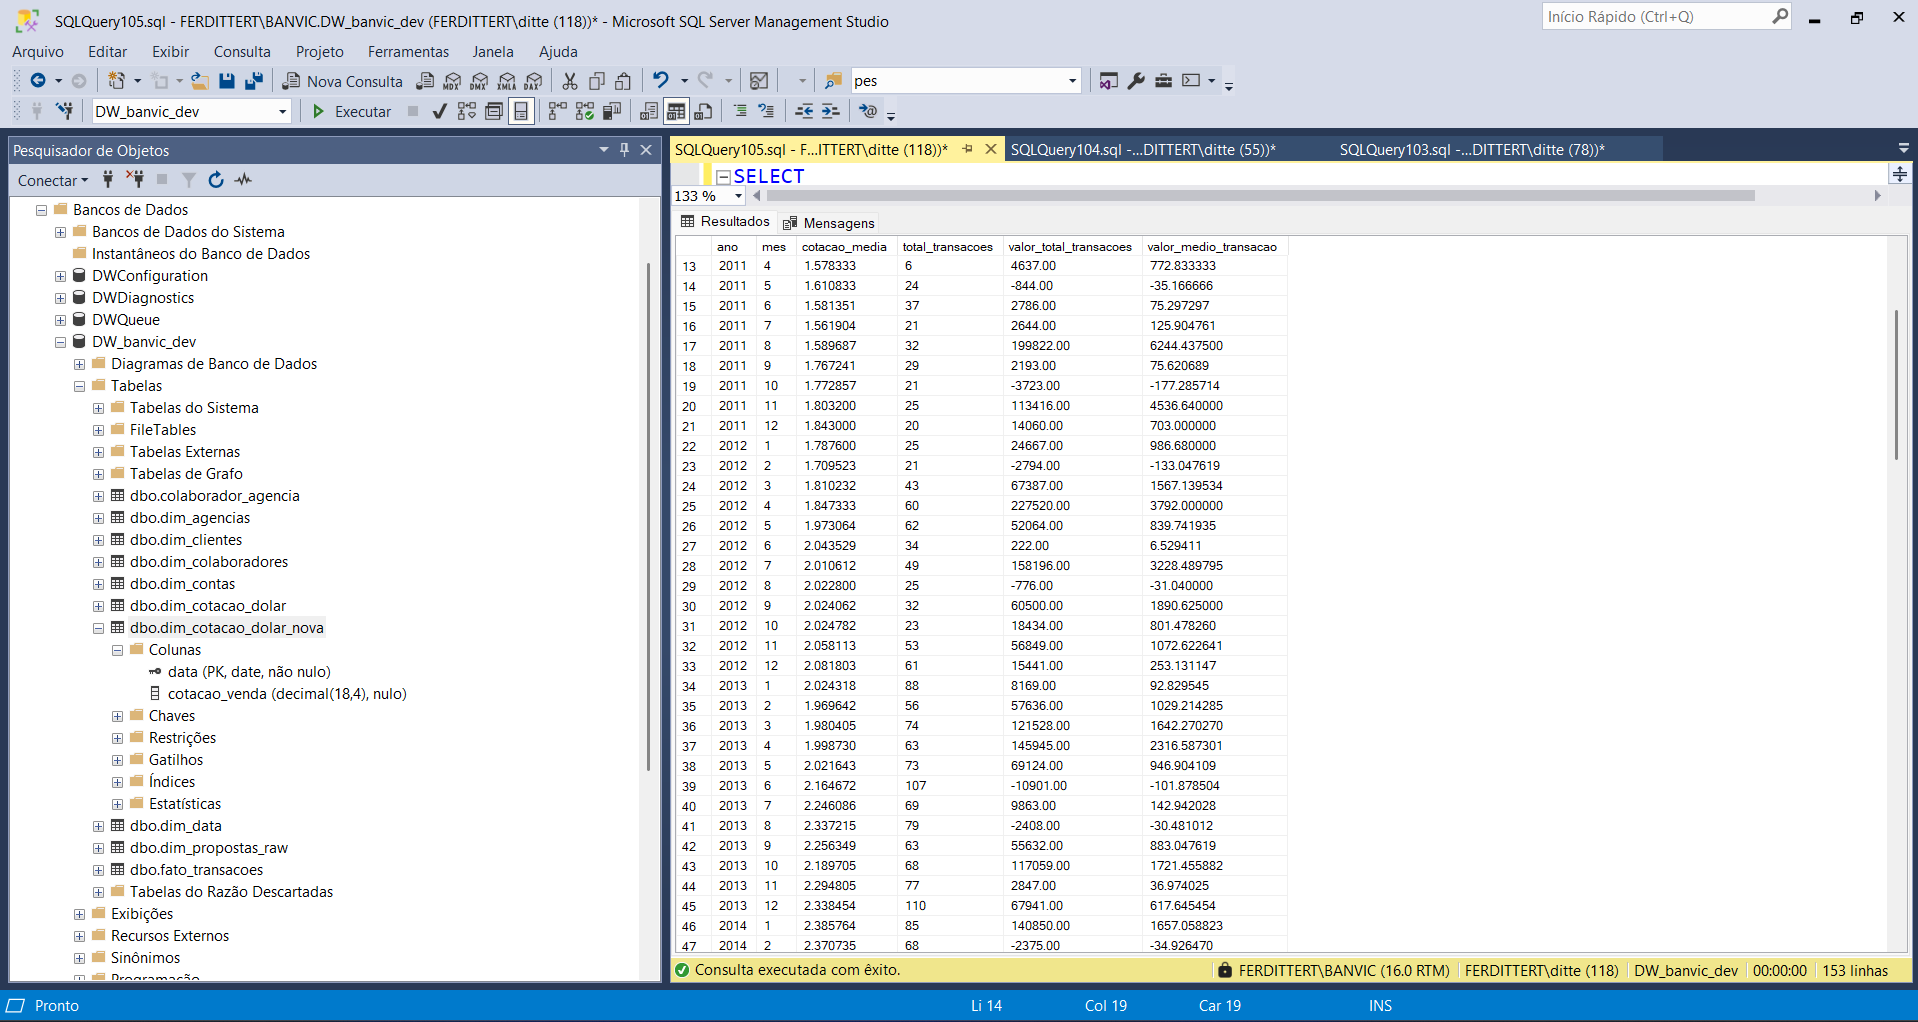 SQLQuery105.sql - FERDITTERT\BANVIC.DW_banvic_dev (FERDITTERT\ditte (118))* - Microsoft SQL Server Management Studio
Início Rápido (Ctrl+Q)
Arquivo Editar Exibir Consulta Projeto Ferramentas Janela Ajuda
Nova Consulta MDX DMX XMLA DAX pes
DW_banvic_dev Executar
Pesquisador de Objetos
Conectar
Bancos de Dados
Bancos de Dados do Sistema
Instantâneos do Banco de Dados
DWConfiguration
DWDiagnostics
DWQueue
DW_banvic_dev
Diagramas de Banco de Dados
Tabelas
Tabelas do Sistema
FileTables
Tabelas Externas
Tabelas de Grafo
dbo.colaborador_agencia
dbo.dim_agencias
dbo.dim_clientes
dbo.dim_colaboradores
dbo.dim_contas
dbo.dim_cotacao_dolar
dbo.dim_cotacao_dolar_nova
Colunas
data (PK, date, não nulo)
cotacao_venda (decimal(18,4), nulo)
Chaves
Restrições
Gatilhos
Índices
Estatísticas
dbo.dim_data
dbo.dim_propostas_raw
dbo.fato_transacoes
Tabelas do Razão Descartadas
Exibições
Recursos Externos
Sinônimos
Programação
SQLQuery105.sql - F...ITTERT\ditte (118))* SQLQuery104.sql -...DITTERT\ditte (55))* SQLQuery103.sql -...DITTERT\ditte (78))*
SELECT
133 %
Resultados Mensagens
ano mes cotacao_media total_transacoes valor_total_transacoes valor_medio_transacao
13 2011 4 1.578333 6 4637.00 772.833333
14 2011 5 1.610833 24 -844.00 -35.166666
15 2011 6 1.581351 37 2786.00 75.297297
16 2011 7 1.561904 21 2644.00 125.904761
17 2011 8 1.589687 32 199822.00 6244.437500
18 2011 9 1.767241 29 2193.00 75.620689
19 2011 10 1.772857 21 -3723.00 -177.285714
20 2011 11 1.803200 25 113416.00 4536.640000
21 2011 12 1.843000 20 14060.00 703.000000
22 2012 1 1.787600 25 24667.00 986.680000
23 2012 2 1.709523 21 -2794.00 -133.047619
24 2012 3 1.810232 43 67387.00 1567.139534
25 2012 4 1.847333 60 227520.00 3792.000000
26 2012 5 1.973064 62 52064.00 839.741935
27 2012 6 2.043529 34 222.00 6.529411
28 2012 7 2.010612 49 158196.00 3228.489795
29 2012 8 2.022800 25 -776.00 -31.040000
30 2012 9 2.024062 32 60500.00 1890.625000
31 2012 10 2.024782 23 18434.00 801.478260
32 2012 11 2.058113 53 56849.00 1072.622641
33 2012 12 2.081803 61 15441.00 253.131147
34 2013 1 2.024318 88 8169.00 92.829545
35 2013 2 1.969642 56 57636.00 1029.214285
36 2013 3 1.980405 74 121528.00 1642.270270
37 2013 4 1.998730 63 145945.00 2316.587301
38 2013 5 2.021643 73 69124.00 946.904109
39 2013 6 2.164672 107 -10901.00 -101.878504
40 2013 7 2.246086 69 9863.00 142.942028
41 2013 8 2.337215 79 -2408.00 -30.481012
42 2013 9 2.256349 63 55632.00 883.047619
43 2013 10 2.189705 68 117059.00 1721.455882
44 2013 11 2.294805 77 2847.00 36.974025
45 2013 12 2.338454 110 67941.00 617.645454
46 2014 1 2.385764 85 140850.00 1657.058823
47 2014 2 2.370735 68 -2375.00 -34.926470
Consulta executada com êxito. FERDITTERT\BANVIC (16.0 RTM) FERDITTERT\ditte (118) DW_banvic_dev 00:00:00 153 linhas
Pronto Li 14 Col 19 Car 19 INS